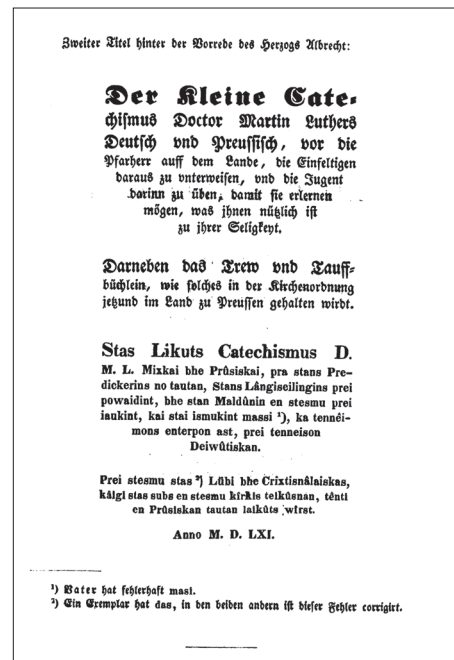 Zweiter Titel hinter der Vorrede des Herzogs Albrecht:
Der Kleine Cate-
chismus Doctor Martin Luthers
Deutsch vnd Preussisch, vor die
Pfarherr auff dem Lande, die Einfeltigen
daraus zu vnterweisen, vnd die Jugent
darinn zu üben, damit sie erlernen
mögen, was jhnen nützlich ist
zu jhrer Seligkeyt.
Darneben das Trew vnd Tauff-
büchlein, wie solches in der Kirchenordnung
jetzund im Land zu Preussen gehalten wirdt.
Stas Likuts Catechismus D.
M. L. Mixkai bhe Prûsiskai, pra stans Pre-
dickerins no tautan, Stans Lângiseilingins prei
powaidint, bhe stan Maldûnin en stesmu prei
iaukint, kai stai ismukint massi ¹), ka tennêi-
mons enterpon ast, prei tenneison
Deiwûtiskan.
Prei stesmu stas ²) Lûbi bhe Crixtisnâlaiskas,
kâigi stas subs en stesmu kîrkis teikûsnan, tênti
en Prûsiskan tautan laikûts wîrst.
Anno M. D. LXI.
¹) Vater hat fehlerhaft masi.
²) Ein Exemplar hat das, in den beiden andern ist dieser Fehler corrigirt.